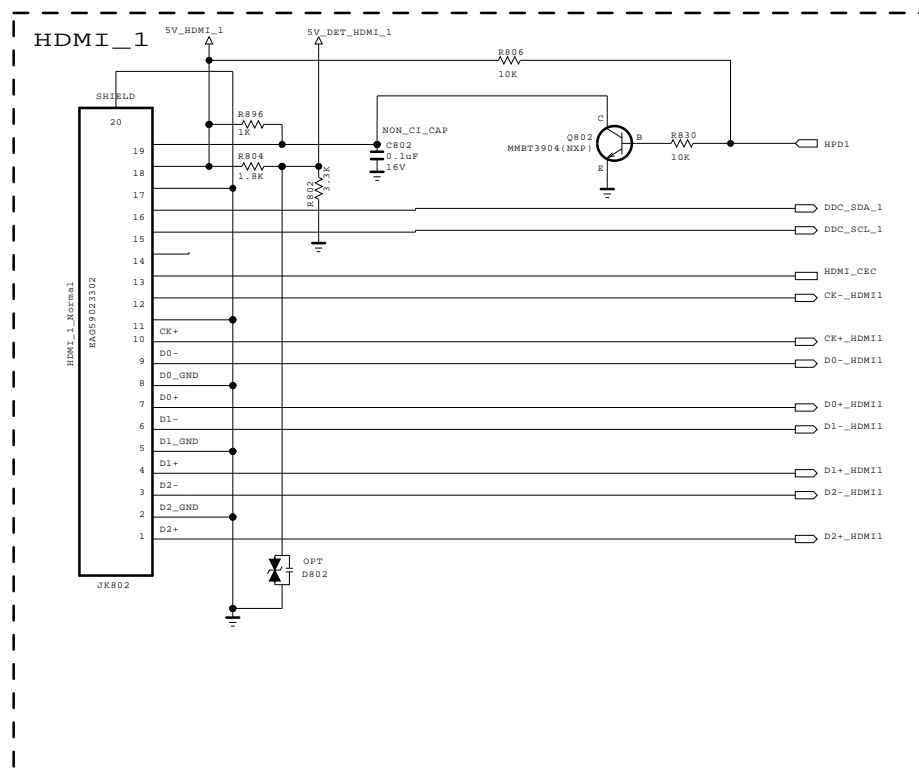 HDMI_1
5V_HDMI_1
5V_DET_HDMI_1
R806
10K
SHIELD
20
R896
1K
NON_CI_CAP
C802
0.1uF
16V
C
Q802
MMBT3904(NXP)
B
E
R830
10K
HPD1
19
R804
1.8K
18
R802
3.3K
17
16
DDC_SDA_1
15
DDC_SCL_1
14
13
HDMI_CEC
12
CK-_HDMI1
11
CK+
10
CK+_HDMI1
D0-
9
D0-_HDMI1
D0_GND
8
D0+
7
D0+_HDMI1
D1-
6
D1-_HDMI1
D1_GND
5
D1+
4
D1+_HDMI1
D2-
3
D2-_HDMI1
D2_GND
2
D2+
1
D2+_HDMI1
HDMI_1_Normal
EAG59023302
OPT
D802
JK802